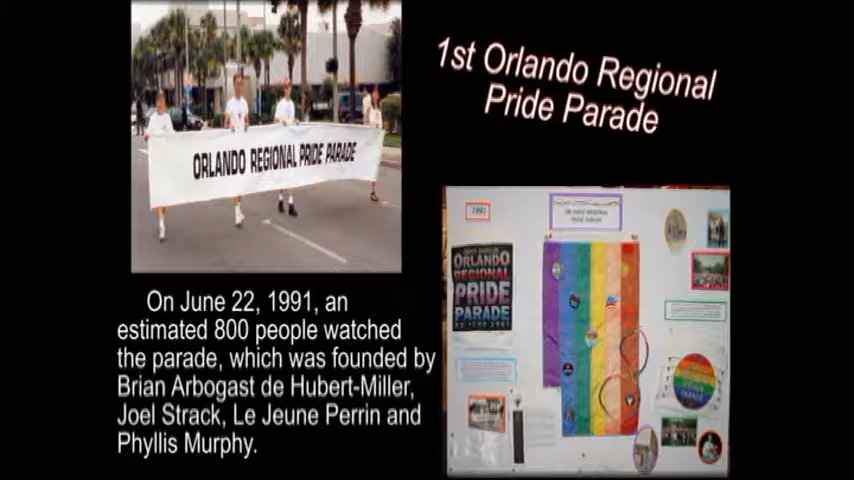 1st Orlando Regional
Pride Parade
ORLANDO REGIONAL PRIDE PARADE
On June 22, 1991, an
estimated 800 people watched
the parade, which was founded by
Brian Arbogast de Hubert-Miller,
Joel Strack, Le Jeune Perrin and
Phyllis Murphy.
1991
ORLANDO
REGIONAL
PRIDE
PARADE